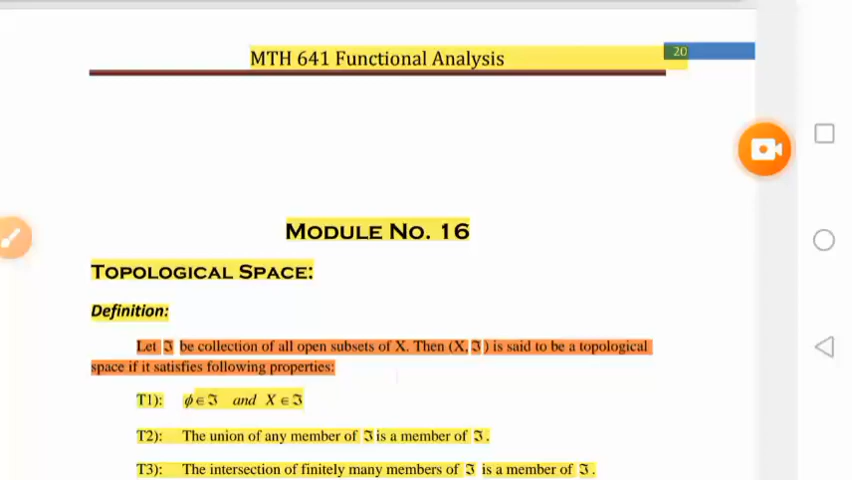 MTH 641 Functional Analysis
20
MODULE NO. 16
TOPOLOGICAL SPACE:
Definition:
Let ℑ be collection of all open subsets of X. Then (X, ℑ) is said to be a topological
space if it satisfies following properties:
T1): ϕ∈ℑ and X∈ℑ
T2): The union of any member of ℑ is a member of ℑ.
T3): The intersection of finitely many members of ℑ is a member of ℑ.